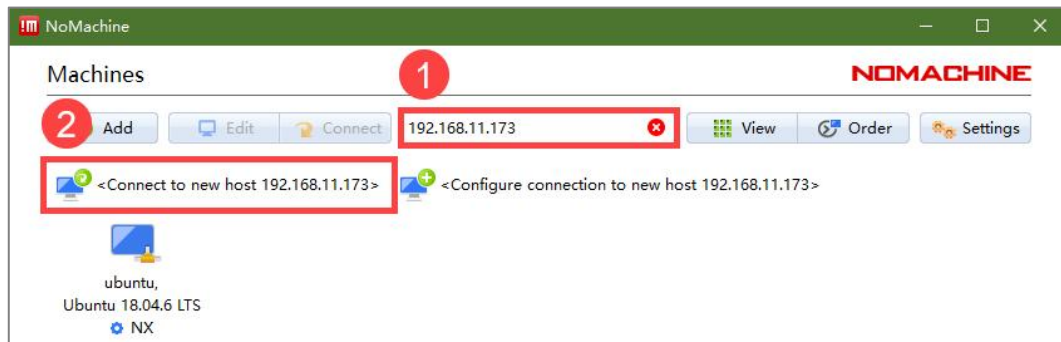 NoMachine
Machines
1
NOMACHINE
2
Add
Edit
Connect
192.168.11.173
View
Order
Settings
<Connect to new host 192.168.11.173>
<Configure connection to new host 192.168.11.173>
ubuntu,
Ubuntu 18.04.6 LTS
NX